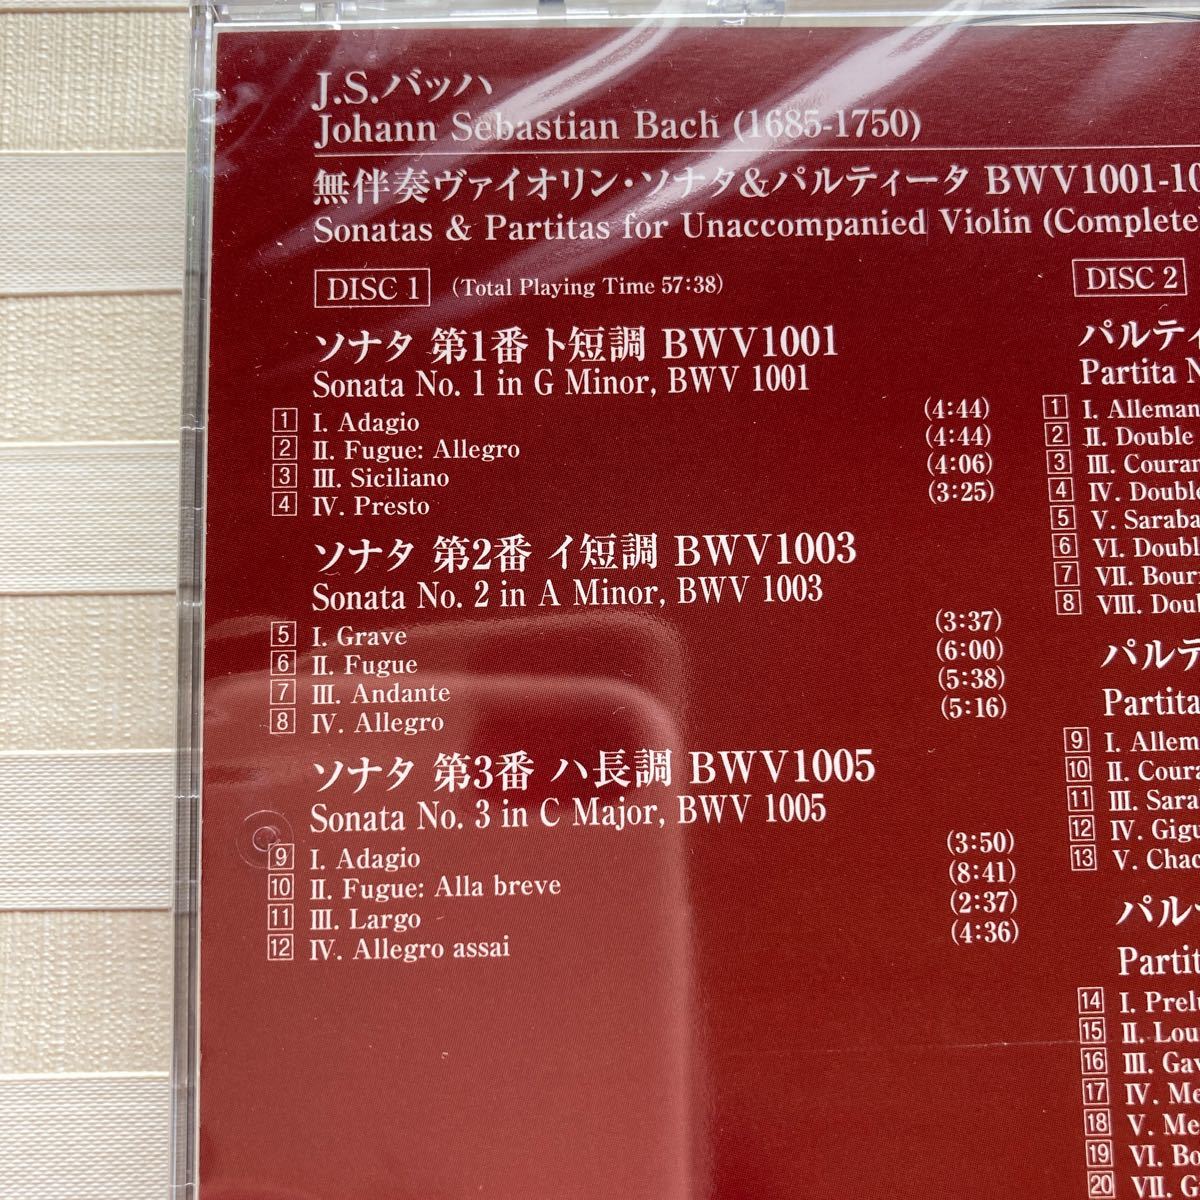 J.S.バッハ
Johann Sebastian Bach (1685-1750)
無伴奏ヴァイオリン・ソナタ&パルティータ BWV1001-10
Sonatas & Partitas for Unaccompanied Violin (Complete
DISC 1 (Total Playing Time 57:38)
ソナタ 第1番 ト短調 BWV1001
Sonata No. 1 in G Minor, BWV 1001
1 I. Adagio (4:44)
2 II. Fugue: Allegro (4:44)
3 III. Siciliano (4:06)
4 IV. Presto (3:25)
ソナタ 第2番 イ短調 BWV1003
Sonata No. 2 in A Minor, BWV 1003
5 I. Grave (3:37)
6 II. Fugue (6:00)
7 III. Andante (5:38)
8 IV. Allegro (5:16)
ソナタ 第3番 ハ長調 BWV1005
Sonata No. 3 in C Major, BWV 1005
9 I. Adagio (3:50)
10 II. Fugue: Alla breve (8:41)
11 III. Largo (2:37)
12 IV. Allegro assai (4:36)
DISC 2
パルティ
Partita N
1 I. Alleman
2 II. Double
3 III. Couran
4 IV. Double
5 V. Saraba
6 VI. Doubl
7 VII. Bourr
8 VIII. Dou
パルテ
Partita
9 I. Allem
10 II. Coura
11 III. Sara
12 IV. Gigu
13 V. Chac
パル
Partit
14 I. Prel
15 II. Lou
16 III. Gav
17 IV. Me
18 V. Me
19 VI. Bo
20 VII. G